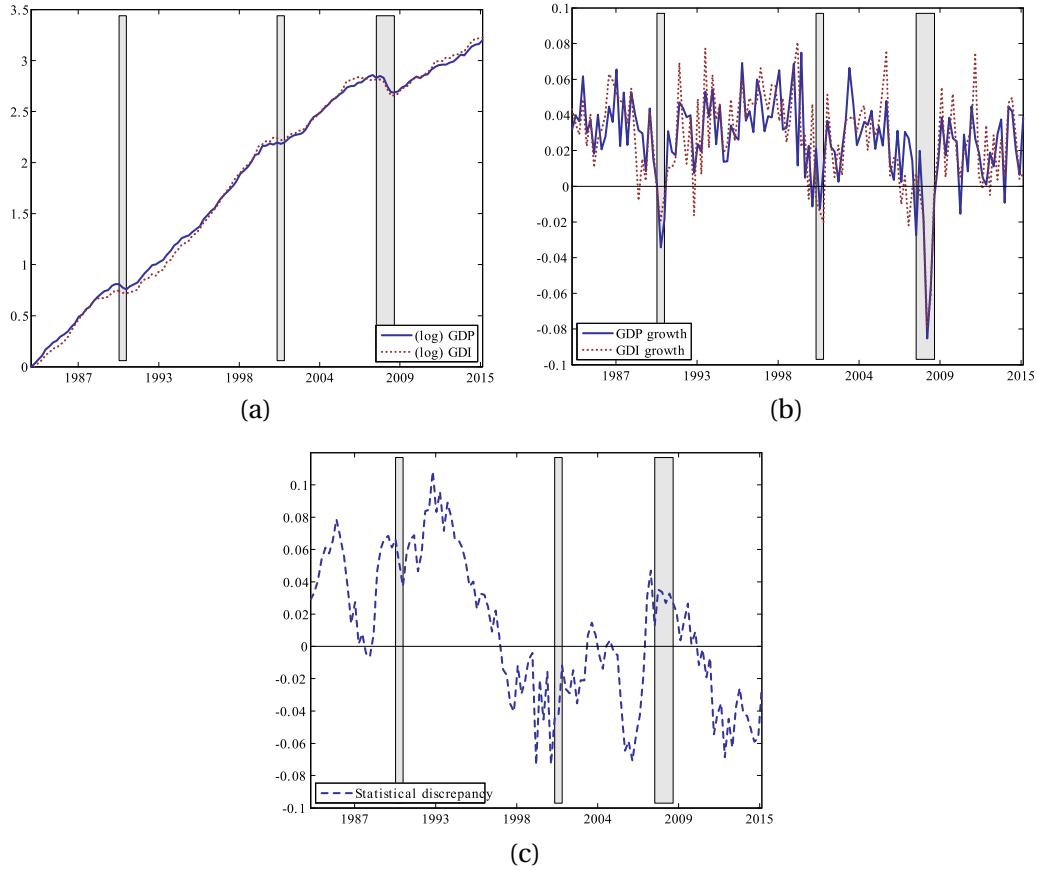 3.5
3
2.5
2
1.5
1
0.5
0
1987 1993 1998 2004 2009 2015
(log) GDP
(log) GDI
(a)
0.1
0.08
0.06
0.04
0.02
0
-0.02
-0.04
-0.06
-0.08
-0.1
1987 1993 1998 2004 2009 2015
GDP growth
GDI growth
(b)
0.1
0.08
0.06
0.04
0.02
0
-0.02
-0.04
-0.06
-0.08
-0.1
1987 1993 1998 2004 2009 2015
Statistical discrepancy
(c)